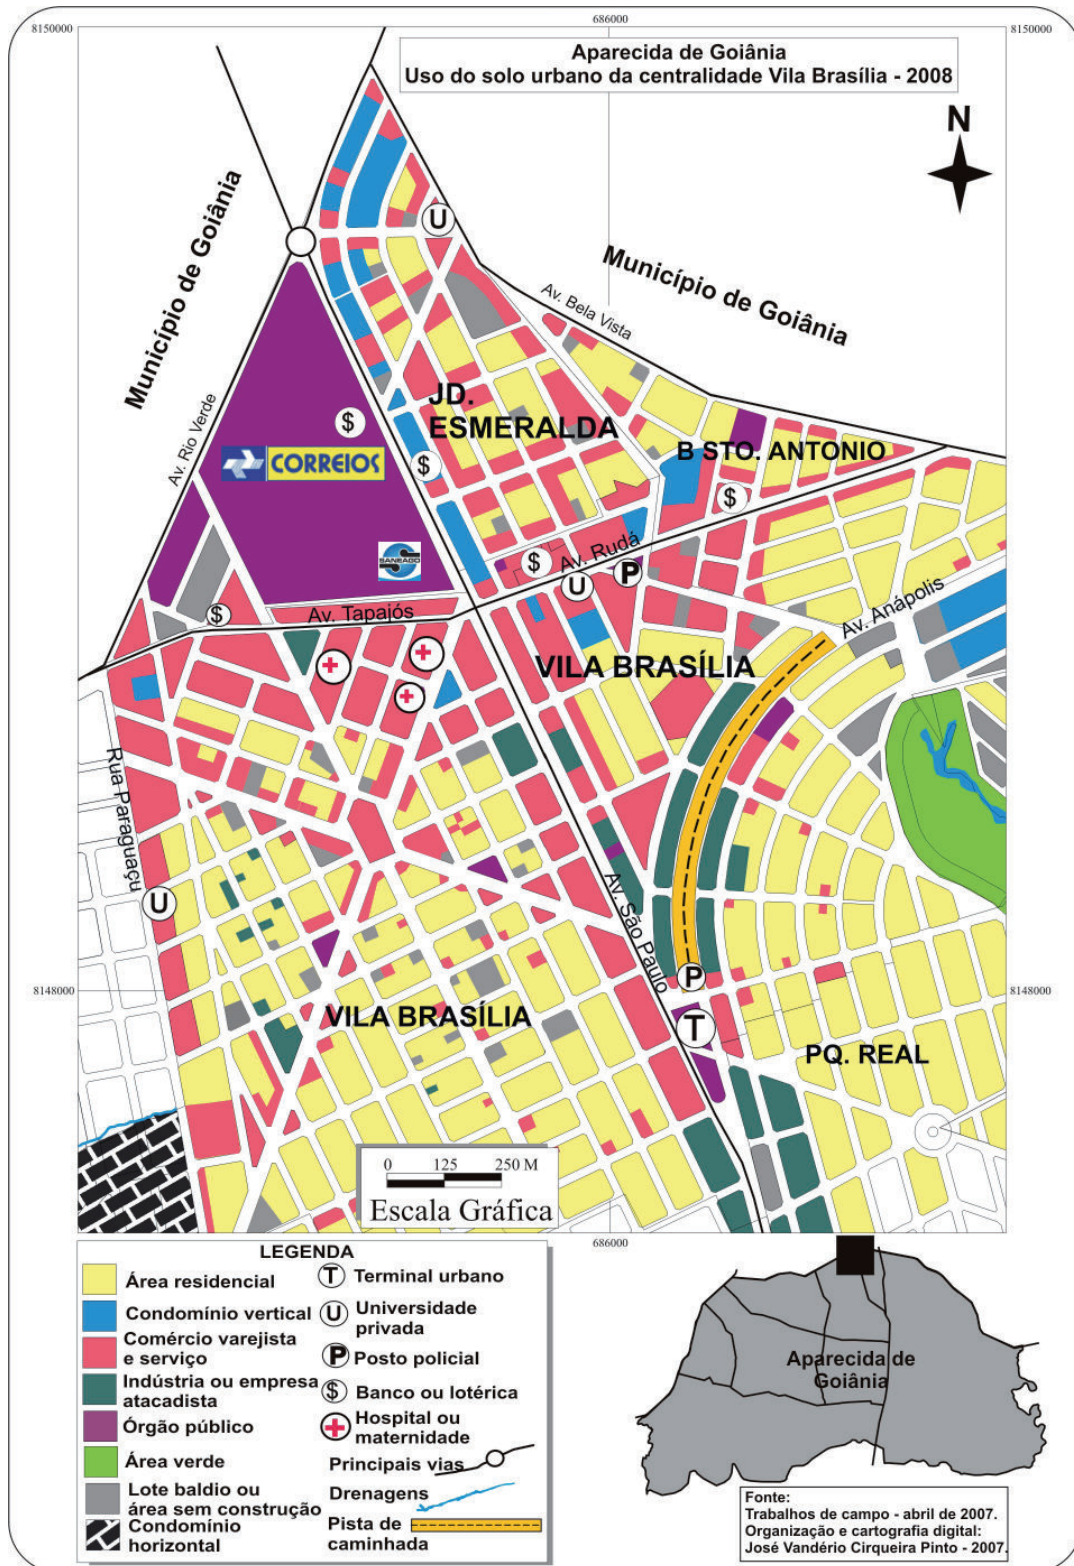 686000
8150000
8150000
Aparecida de Goiânia
Uso do solo urbano da centralidade Vila Brasília - 2008
N
Município de Goiânia
U
Município de Goiânia
Av. Bela Vista
Av. Rio Verde
JD.
ESMERALDA
$
CORREIOS
$
B STO. ANTONIO
$
SANEAGO
$
Av. Rudá
P
U
Av. Anápolis
$
Av. Tapajós
VILA BRASÍLIA
Rua Paraguaçu
U
Av. São Paulo
P
8148000
8148000
VILA BRASÍLIA
T
PQ. REAL
0 125 250 M
Escala Gráfica
686000
LEGENDA
Área residencial
Condomínio vertical
Comércio varejista
e serviço
Indústria ou empresa
atacadista
Órgão público
Área verde
Lote baldio ou
área sem construção
Condomínio
horizontal
T Terminal urbano
U Universidade
privada
P Posto policial
$ Banco ou lotérica
Hospital ou
maternidade
Principais vias
Drenagens
Pista de
caminhada
Aparecida de
Goiânia
Fonte:
Trabalhos de campo - abril de 2007.
Organização e cartografia digital:
José Vandério Cirqueira Pinto - 2007.